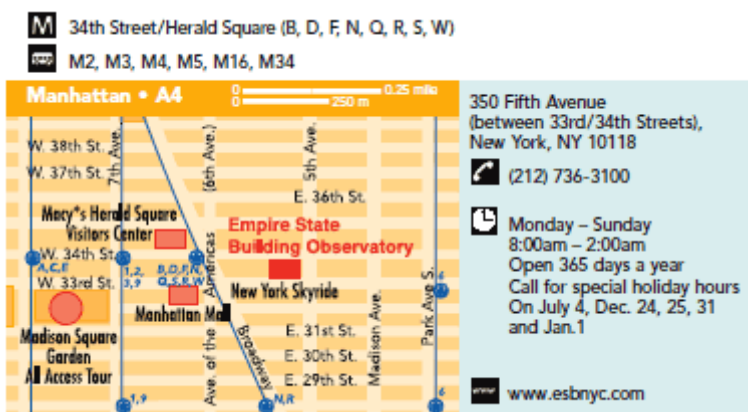 M 34th Street/Herald Square (B, D, F, N, Q, R, S, W)
M2, M3, M4, M5, M16, M34
Manhattan • A4
0 0.25 mile
0 250 m
W. 38th St.
W. 37th St.
7th Ave.
(6th Ave.)
5th Ave.
E. 36th St.
Macy*s Herald Square
Visitors Center
Empire State
Building Observatory
W. 34th St.
A,C,E
1,2,
3,9
B,D,F,N,
Q,S,R,W
W. 33rd St.
New York Skyride
Manhattan Mall
Madison Square
Garden
All Access Tour
Ave. of the Americas
Broadway
E. 31st St.
E. 30th St.
E. 29th St.
Madison Ave.
Park Ave S.
6
6
1,9
N,R
6
350 Fifth Avenue
(between 33rd/34th Streets),
New York, NY 10118
(212) 736-3100
Monday – Sunday
8:00am – 2:00am
Open 365 days a year
Call for special holiday hours
On July 4, Dec. 24, 25, 31
and Jan.1
www.esbnyc.com